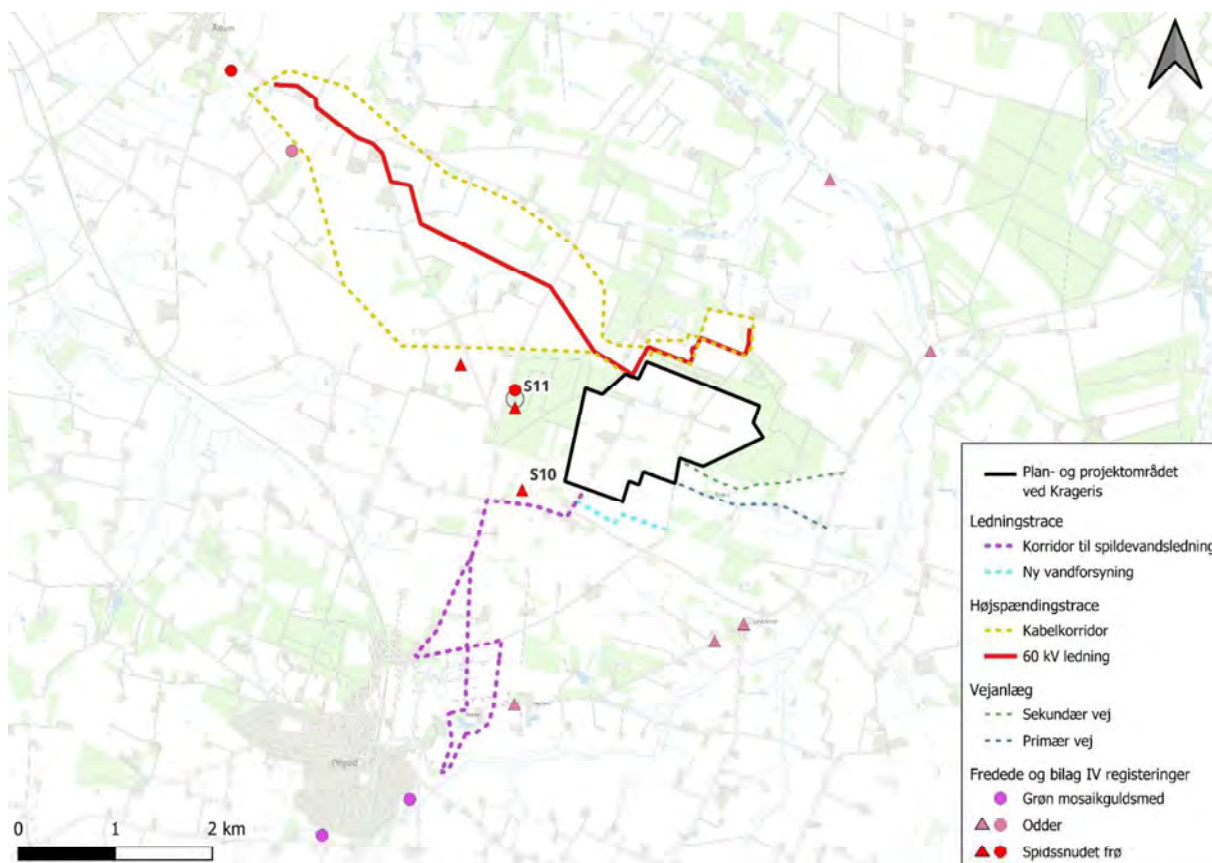 Ådum
S11
S10
0 1 2 km
Plan- og projektområdet
ved Krageris
Ledningstrace
Korridor til spildevandsledning
Ny vandforsyning
Højspændingstrace
Kabelkorridor
60 kV ledning
Vejanlæg
Sekundær vej
Primær vej
Fredede og bilag IV registeringer
Grøn mosaikguldsmed
Odder
Spidssnudet frø